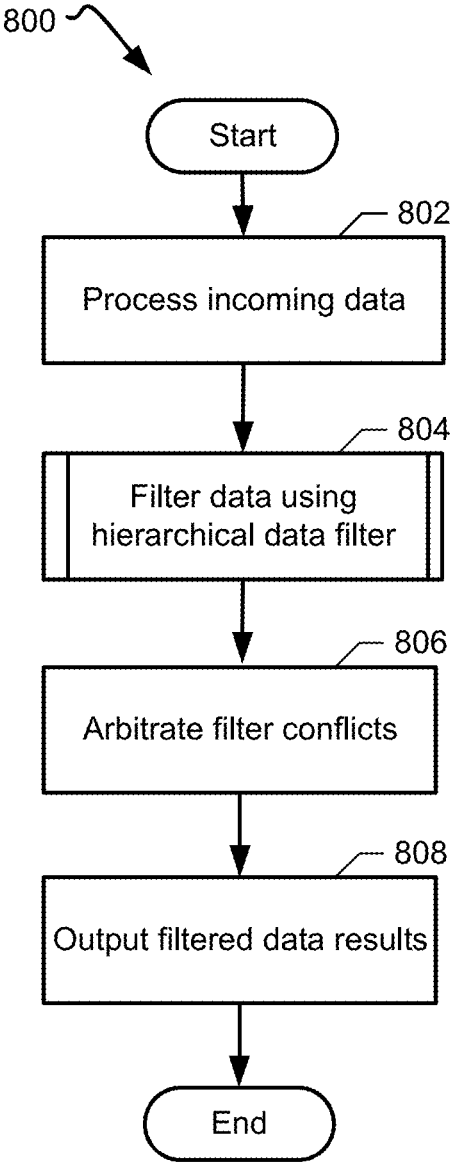 800
Start
802
Process incoming data
804
Filter data using
hierarchical data filter
806
Arbitrate filter conflicts
808
Output filtered data results
End